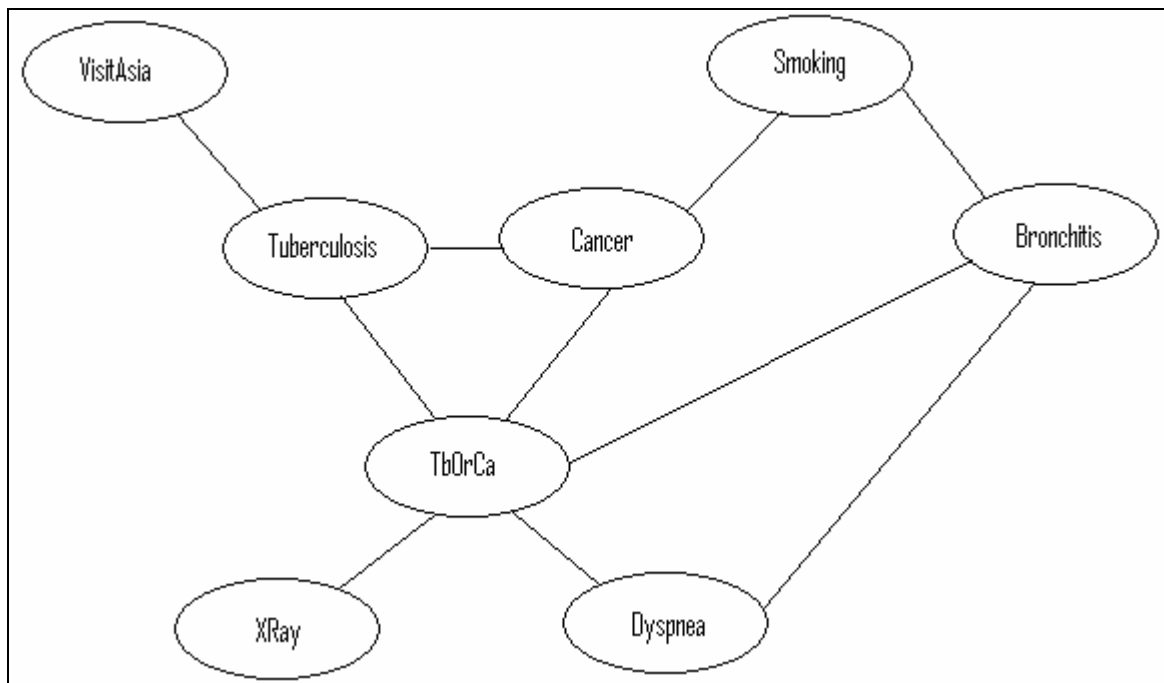 VisitAsia
Smoking
Tuberculosis
Cancer
Bronchitis
TbOrCa
XRay
Dyspnea